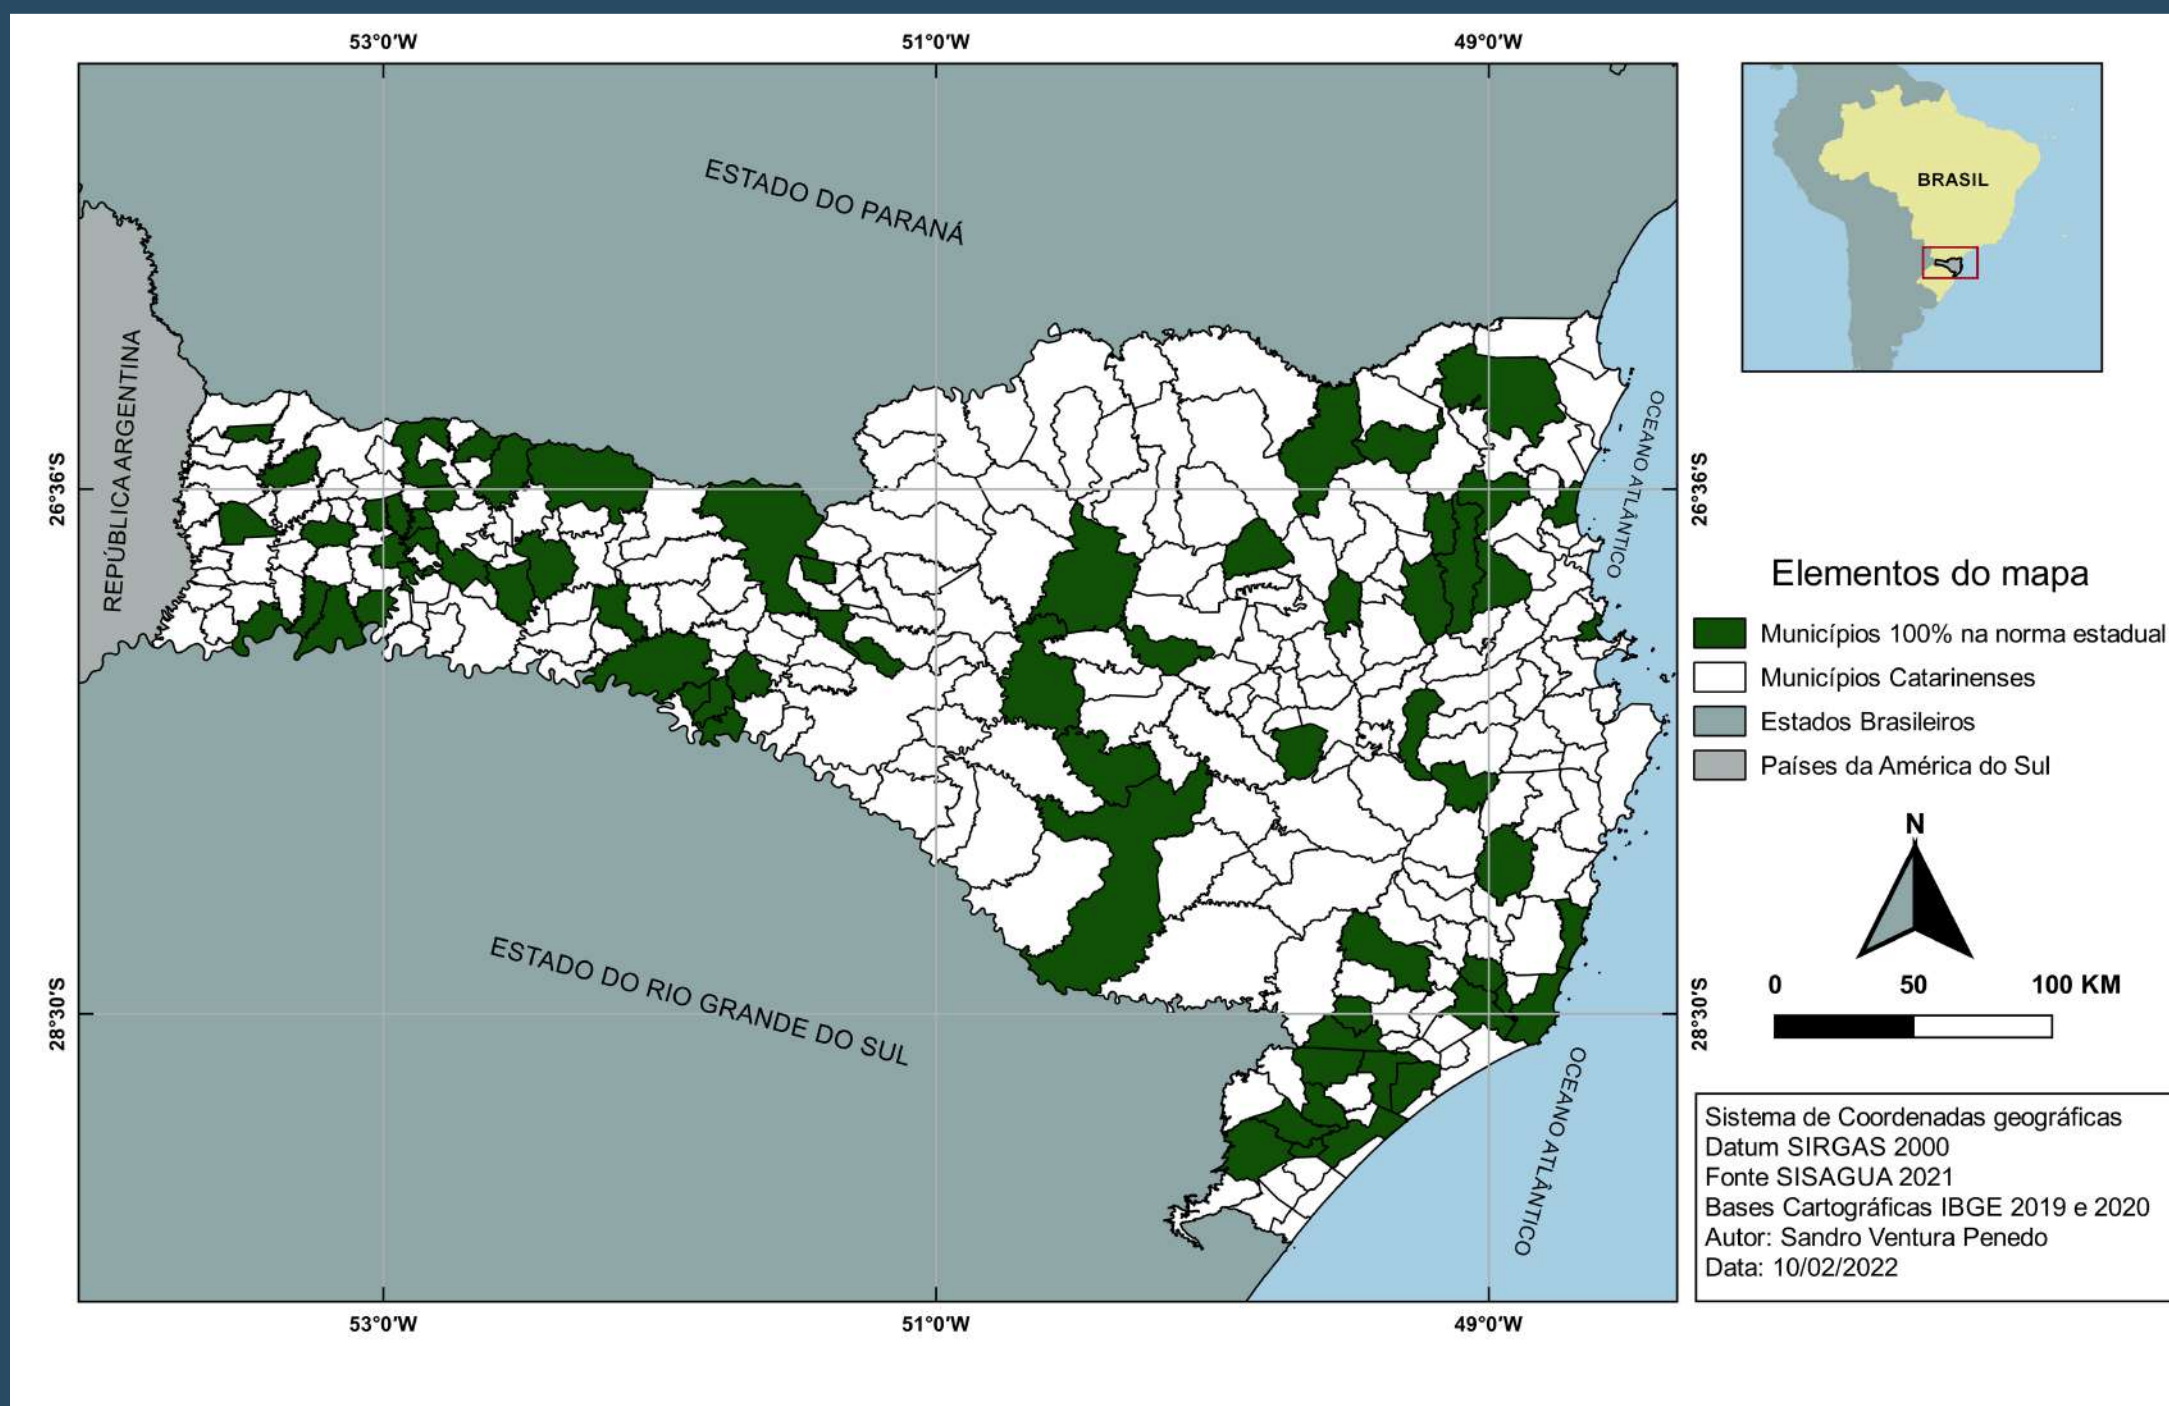 53°0′W
51°0′W
49°0′W
ESTADO DO PARANÁ
BRASIL
REPÚBLICA ARGENTINA
OCEANO ATLÂNTICO
26°36′S
26°36′S
Elementos do mapa
Municípios 100% na norma estadual
Municípios Catarinenses
Estados Brasileiros
Países da América do Sul
N
0 50 100 KM
ESTADO DO RIO GRANDE DO SUL
28°30′S
28°30′S
OCEANO ATLÂNTICO
Sistema de Coordenadas geográficas
Datum SIRGAS 2000
Fonte SISAGUA 2021
Bases Cartográficas IBGE 2019 e 2020
Autor: Sandro Ventura Penedo
Data: 10/02/2022
53°0′W
51°0′W
49°0′W